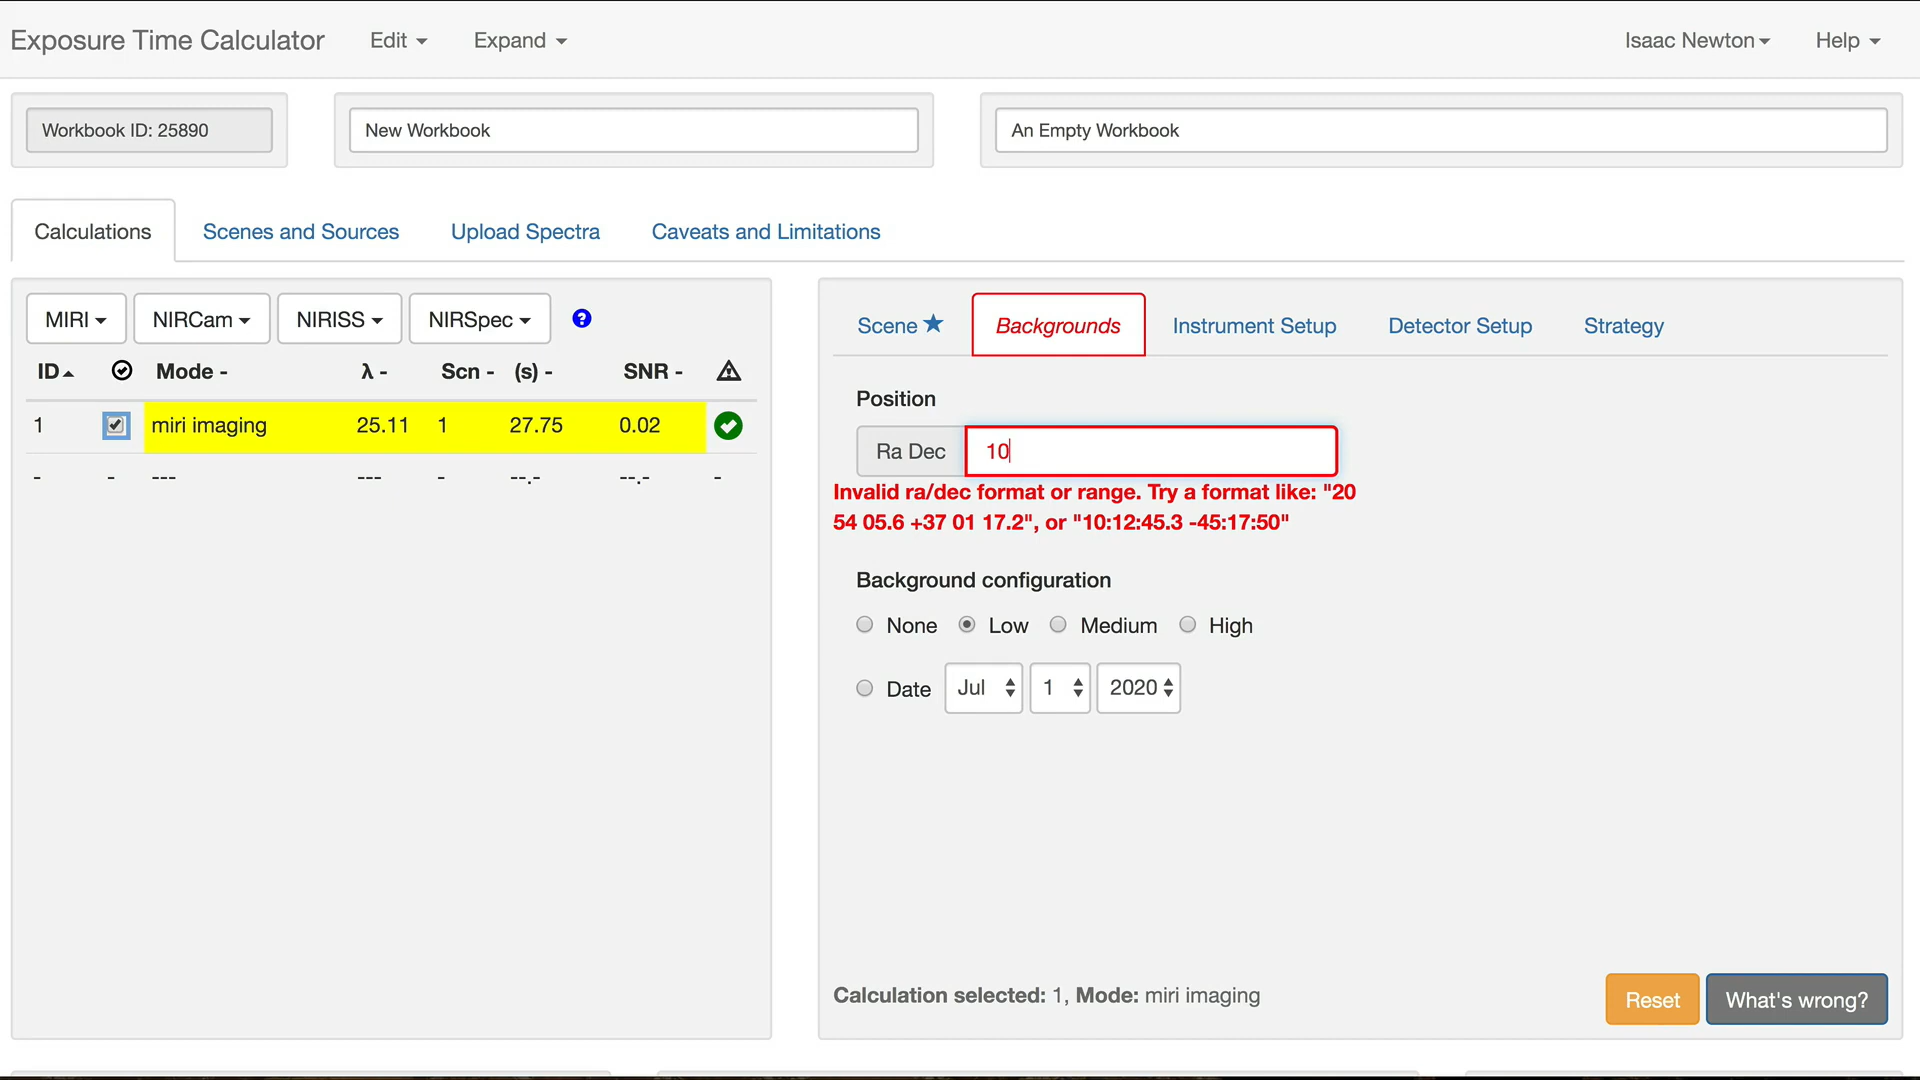 Exposure Time Calculator Edit Expand Isaac Newton Help
Workbook ID: 25890 New Workbook An Empty Workbook
Calculations Scenes and Sources Upload Spectra Caveats and Limitations
MIRI NIRCam NIRISS NIRSpec ?
ID Mode - λ - Scn - (s) - SNR -
1 miri imaging 25.11 1 27.75 0.02
- - --- --- - --.- --.- -
Scene Backgrounds Instrument Setup Detector Setup Strategy
Position
Ra Dec 10
Invalid ra/dec format or range. Try a format like: "20
54 05.6 +37 01 17.2", or "10:12:45.3 -45:17:50"
Background configuration
None Low Medium High
Date Jul 1 2020
Calculation selected: 1, Mode: miri imaging
Reset What's wrong?